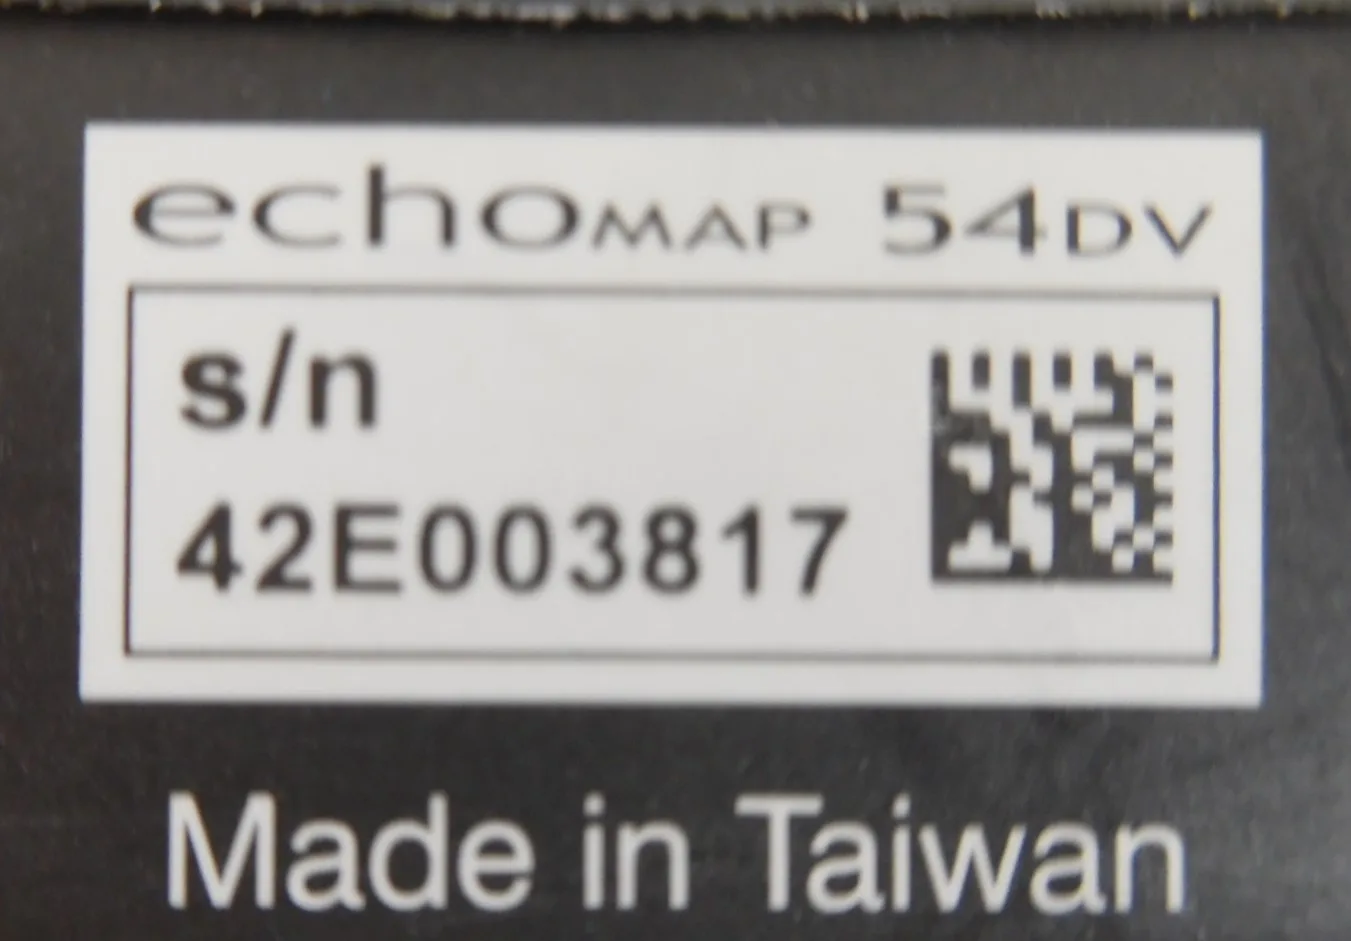 echoMAP 54DV
s/n
42E003817
Made in Taiwan